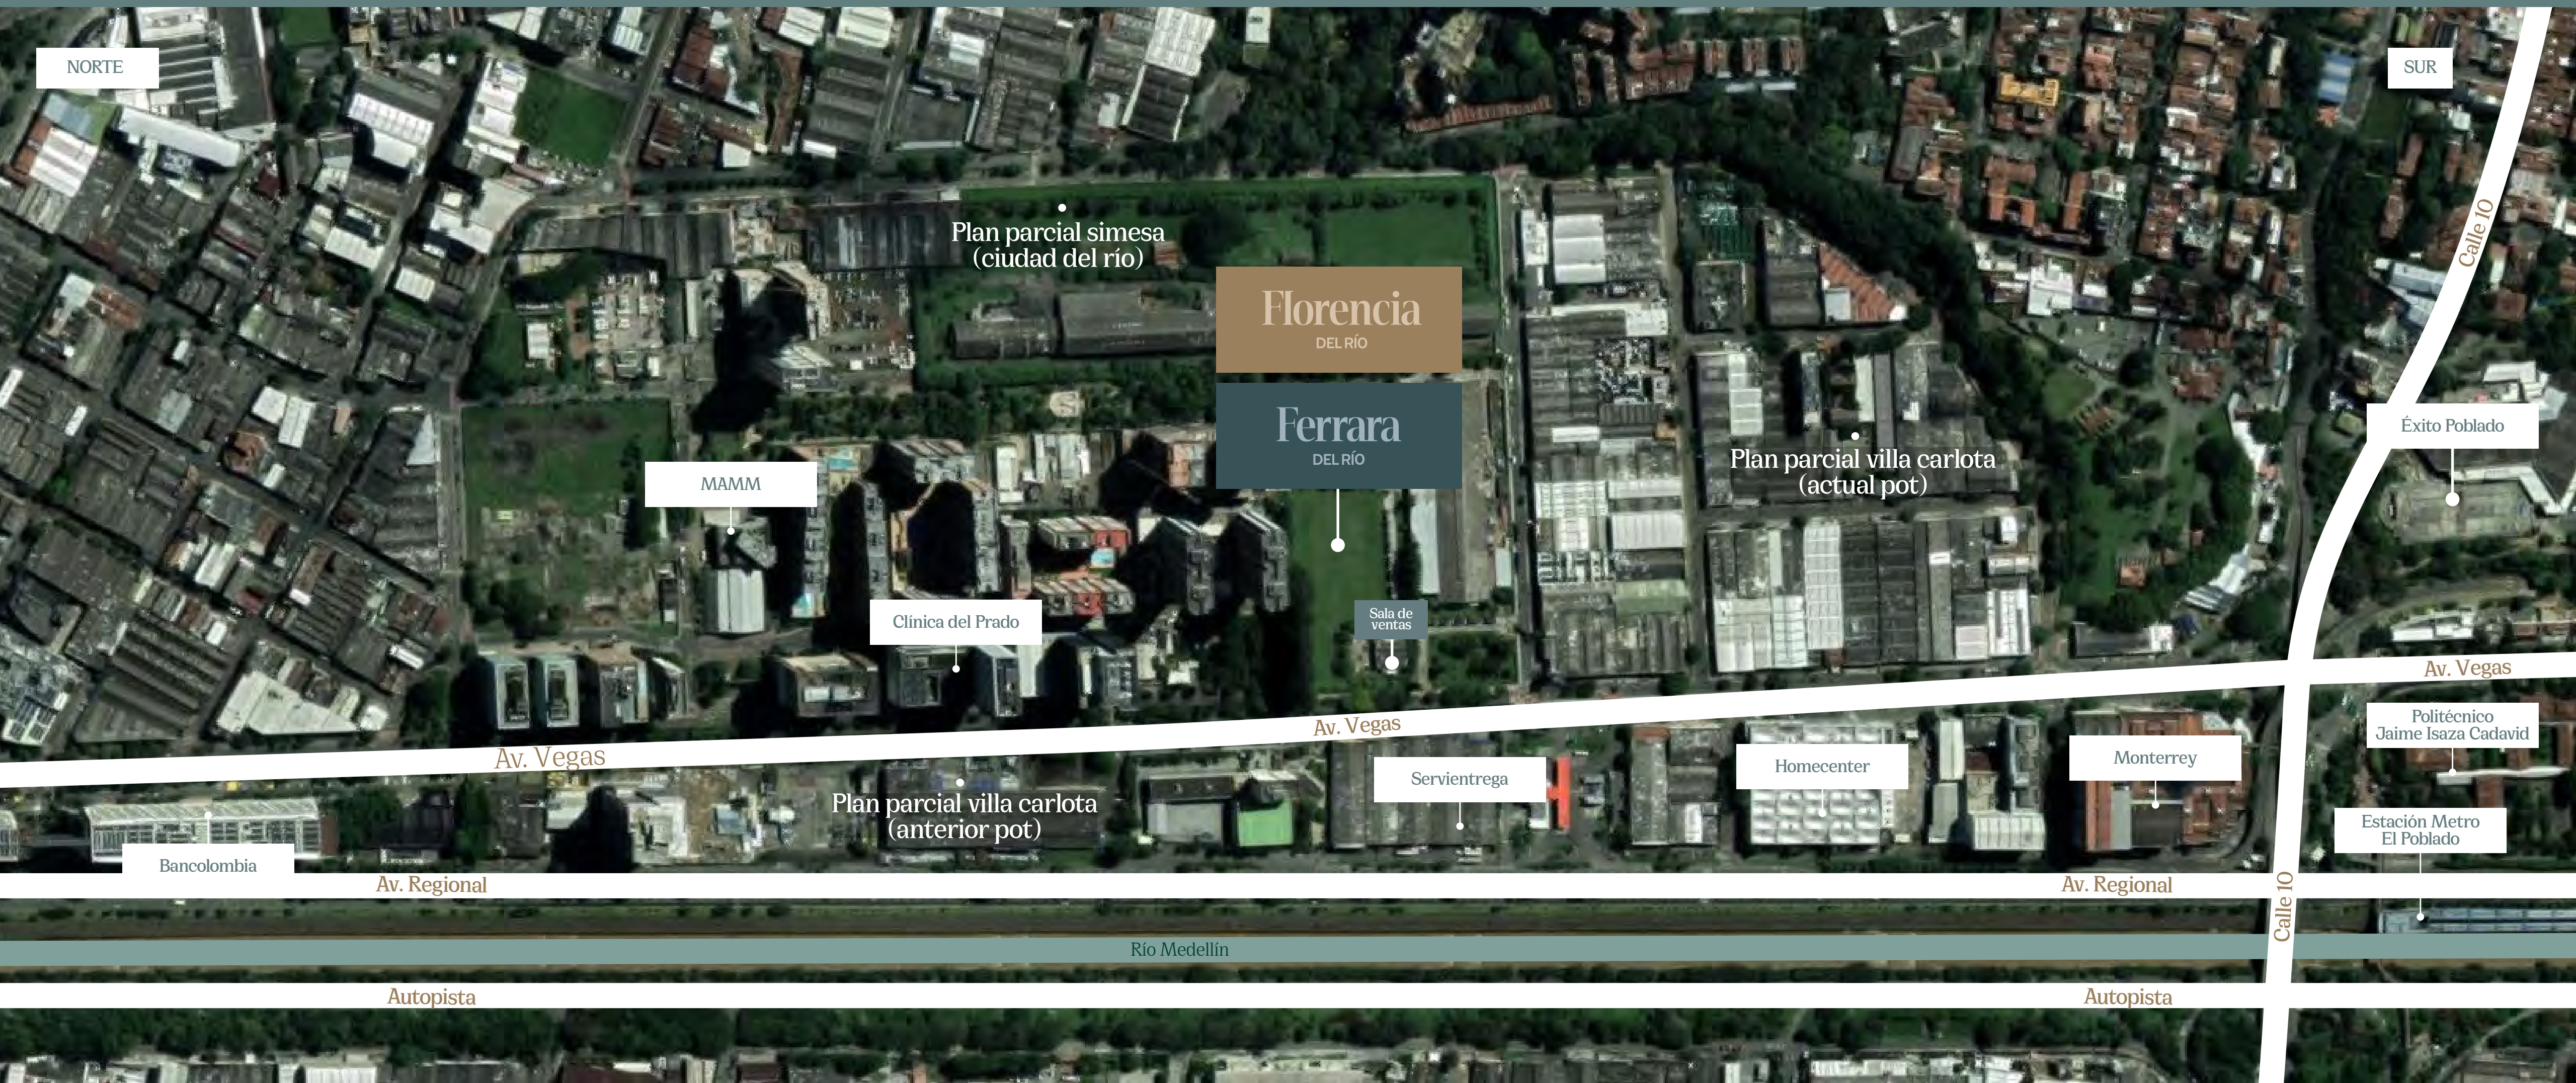 NORTE
SUR
Calle 10
Plan parcial simesa
(ciudad del río)
Florencia
DEL RÍO
Ferrara
DEL RÍO
Éxito Poblado
Plan parcial villa carlota
(actual pot)
MAMM
Clínica del Prado
Sala de
ventas
Av. Vegas
Av. Vegas
Av. Vegas
Politécnico
Jaime Isaza Cadavid
Monterrey
Homecenter
Servientrega
Plan parcial villa carlota
(anterior pot)
Estación Metro
El Poblado
Bancolombia
Av. Regional
Av. Regional
Calle 10
Río Medellín
Autopista
Autopista